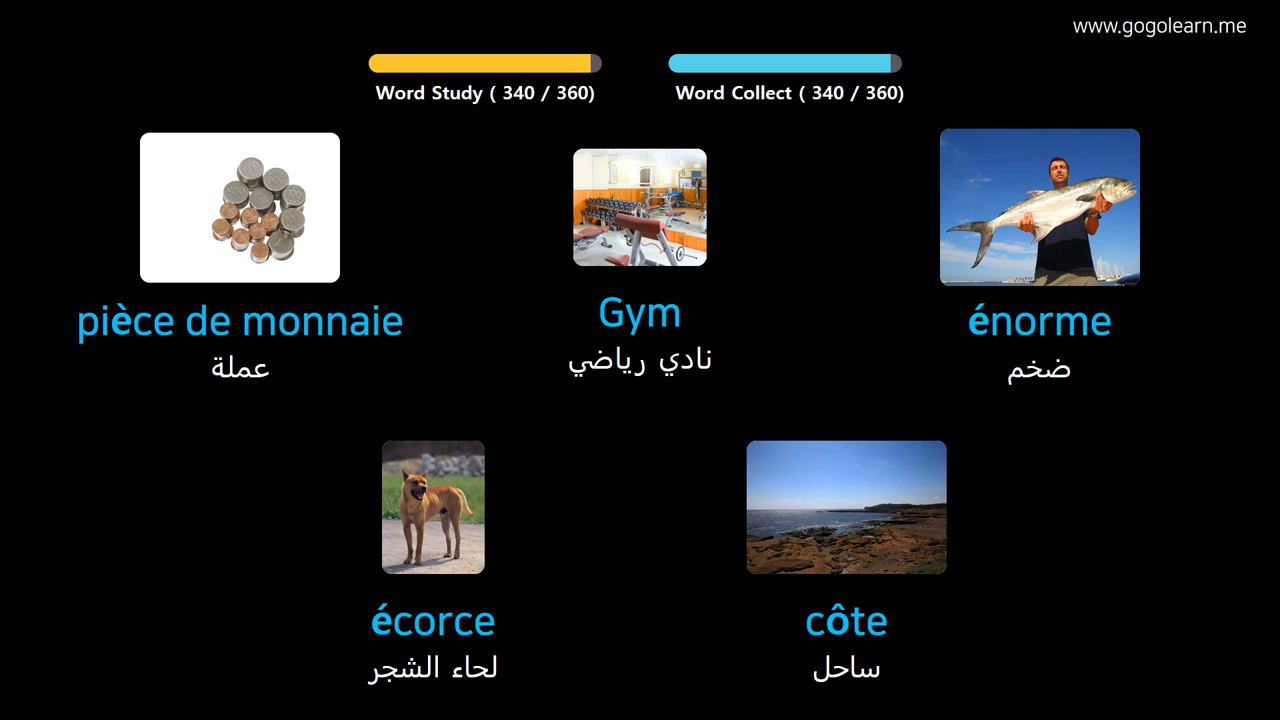 www.gogolearn.me
Word Study ( 340 / 360)
Word Collect ( 340 / 360)
pièce de monnaie
عملة
Gym
نادي رياضي
énorme
ضخم
écorce
لحاء الشجر
côte
ساحل